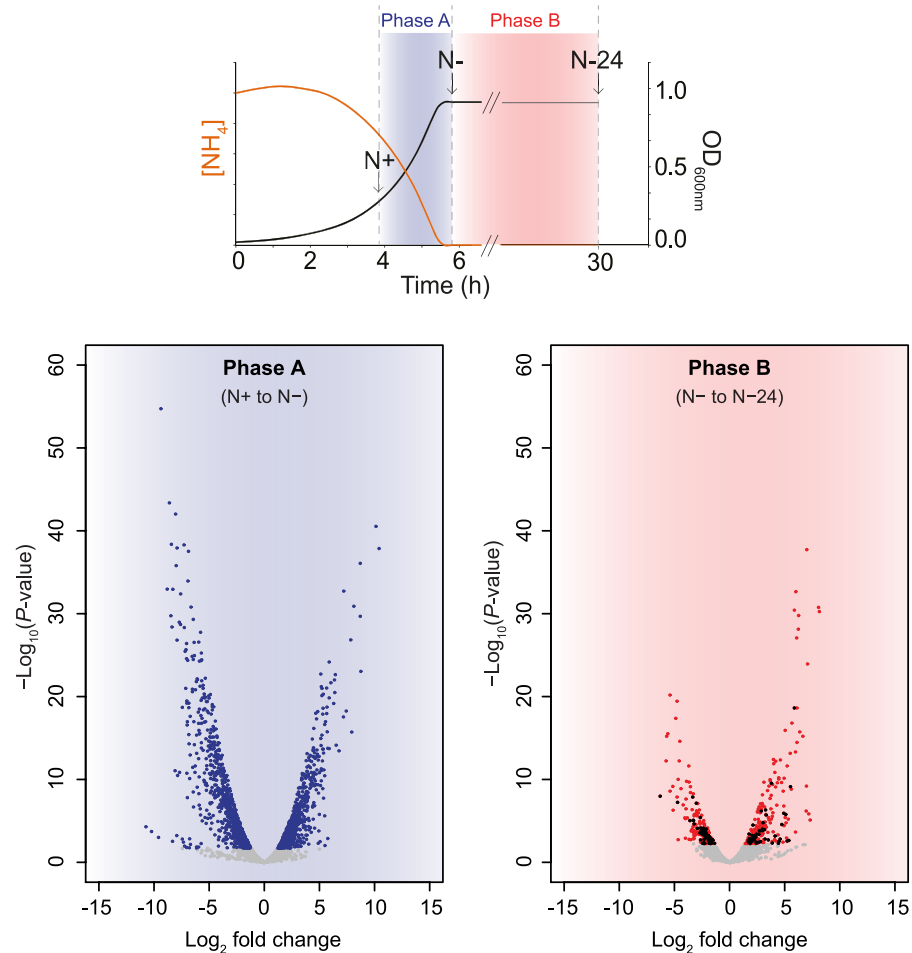 Phase A Phase B
N- N-24
N+
[NH4]
1.0
0.5
0.0
OD600nm
0 2 4 6 30
Time (h)
Phase A
(N+ to N−)
60
50
40
30
20
10
0
−Log10(P-value)
-15 -10 -5 0 5 10 15
Log2 fold change
Phase B
(N− to N−24)
60
50
40
30
20
10
0
−Log10(P-value)
-15 -10 -5 0 5 10 15
Log2 fold change